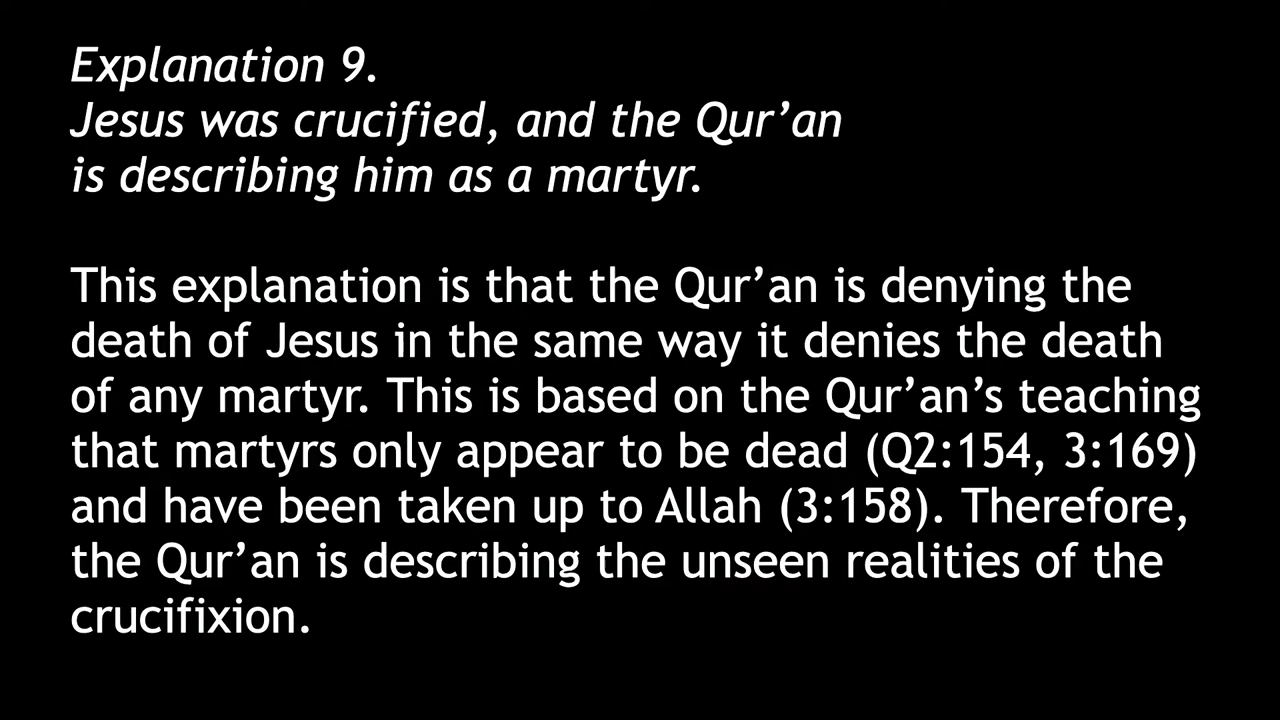 Explanation 9.
Jesus was crucified, and the Qur’an
is describing him as a martyr.
This explanation is that the Qur’an is denying the
death of Jesus in the same way it denies the death
of any martyr. This is based on the Qur’an’s teaching
that martyrs only appear to be dead (Q2:154, 3:169)
and have been taken up to Allah (3:158). Therefore,
the Qur’an is describing the unseen realities of the
crucifixion.